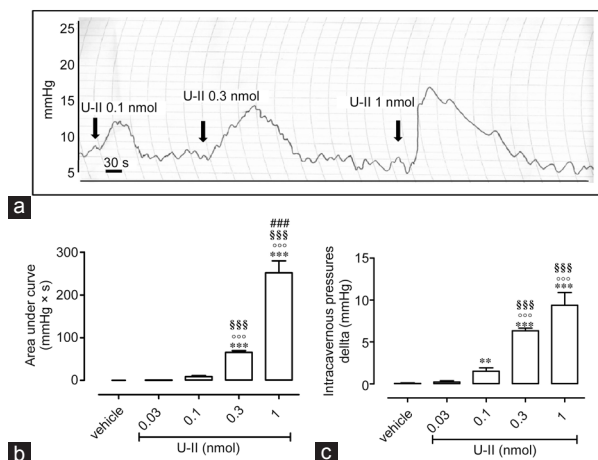 25
20
15
10
5
mmHg
U-II 0.1 nmol
U-II 0.3 nmol
U-II 1 nmol
30 s
a
300
200
100
0
Area under curve
(mmHg × s)
§§§
°°°
***
###
§§§
°°°
***
vehicle
0.03
0.1
0.3
1
U-II (nmol)
b
15
10
5
0
Intracavernous pressures
dellta (mmHg)
**
§§§
°°°
***
§§§
°°°
***
vehicle
0.03
0.1
0.3
1
U-II (nmol)
c